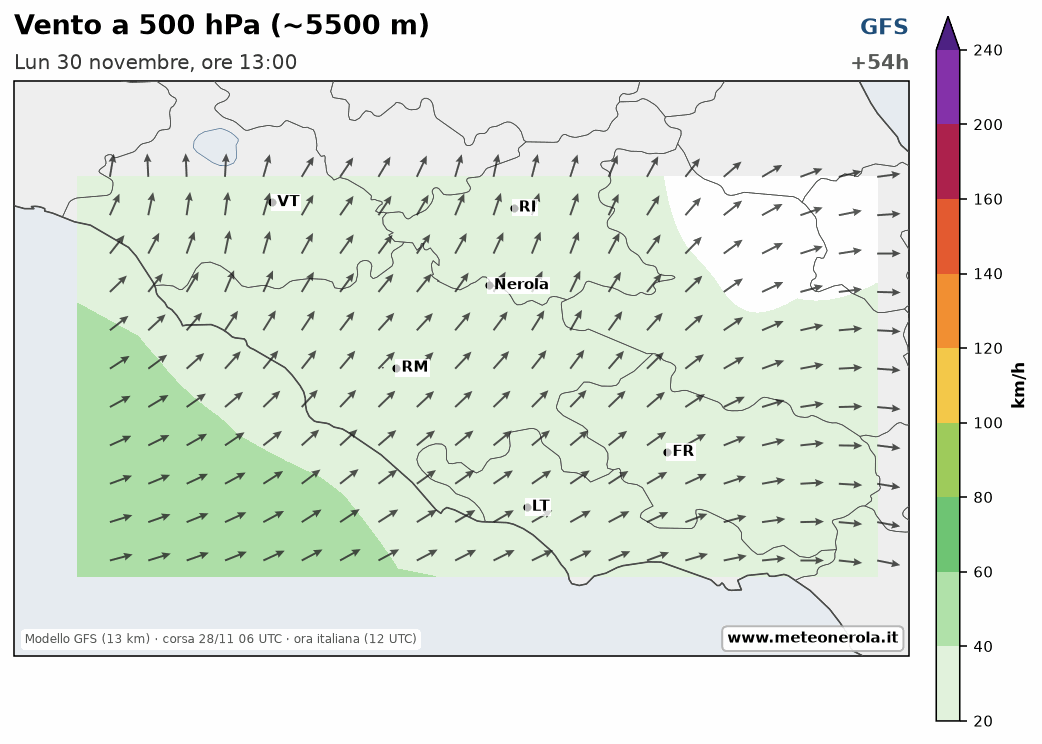 Vento a 500 hPa (~5500 m)
GFS
Lun 30 novembre, ore 13:00
+54h
VT
RI
Nerola
RM
FR
LT
240
200
160
140
120
100
80
60
40
20
km/h
Modello GFS (13 km) · corsa 28/11 06 UTC · ora italiana (12 UTC)
www.meteonerola.it